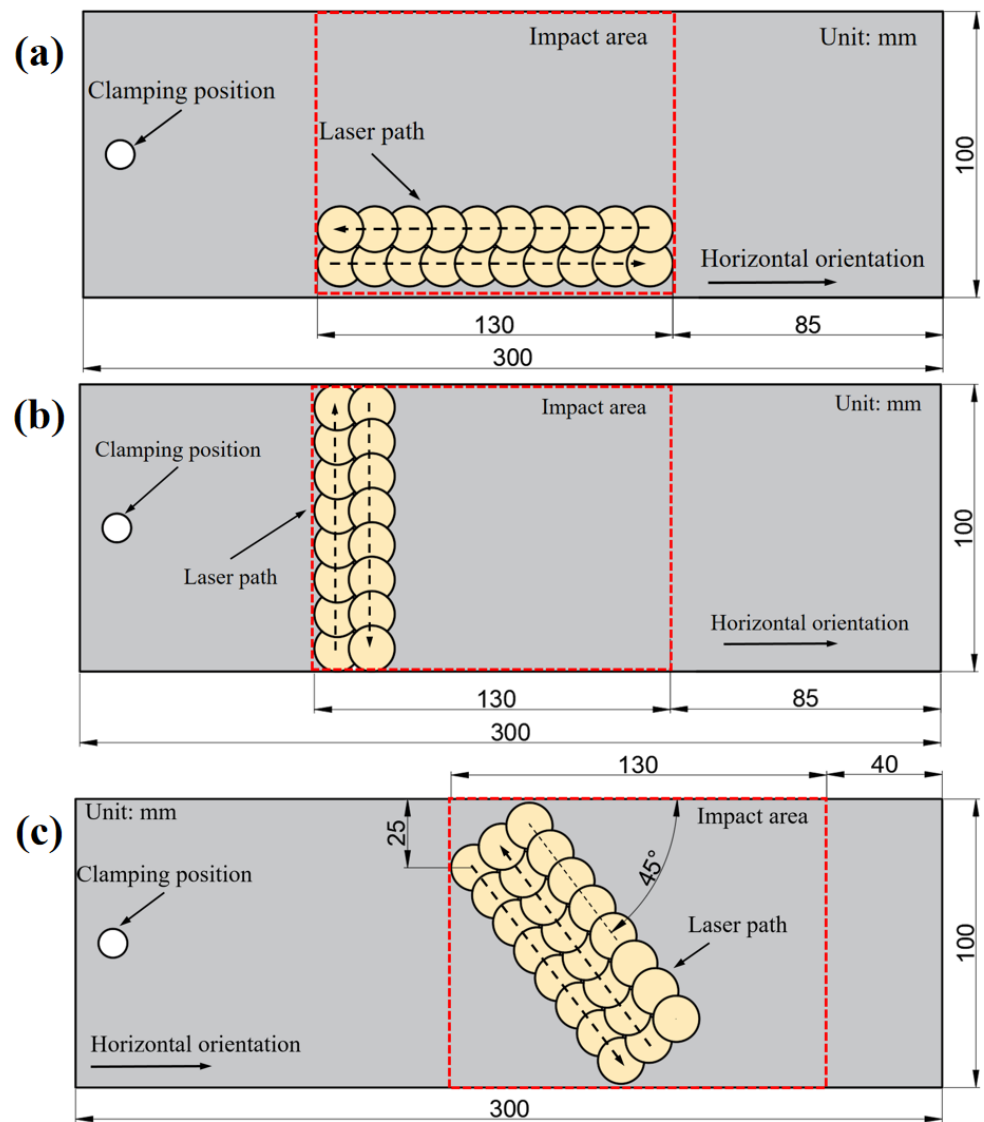 (a)
Impact area
Unit: mm
Clamping position
Laser path
100
Horizontal orientation
130
85
300
(b)
Impact area
Unit: mm
Clamping position
Laser path
100
Horizontal orientation
130
85
300
130
40
(c)
Unit: mm
Impact area
25
Clamping position
45°
Laser path
100
Horizontal orientation
300